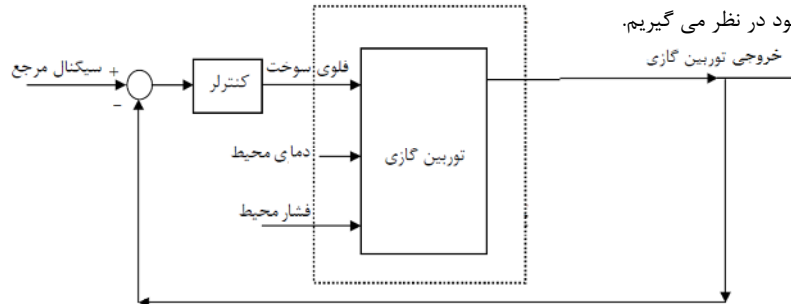 ود در نظر می گیریم.
خروجی توربین گازی
سیگنال مرجع
+
−
کنترلر
فلوی سوخت
دمای محیط
توربین گازی
فشار محیط